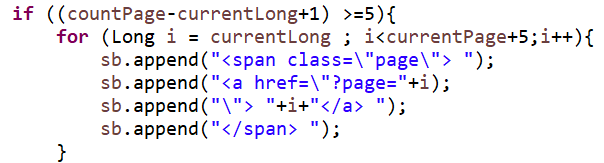 if ((countPage-currentLong+1) >=5){
for (Long i = currentLong ; i<currentPage+5;i++){
sb.append("<span class=\"page\"> ");
sb.append("<a href=\"?page="+i);
sb.append("\"> "+i+"</a> ");
sb.append("</span> ");
}